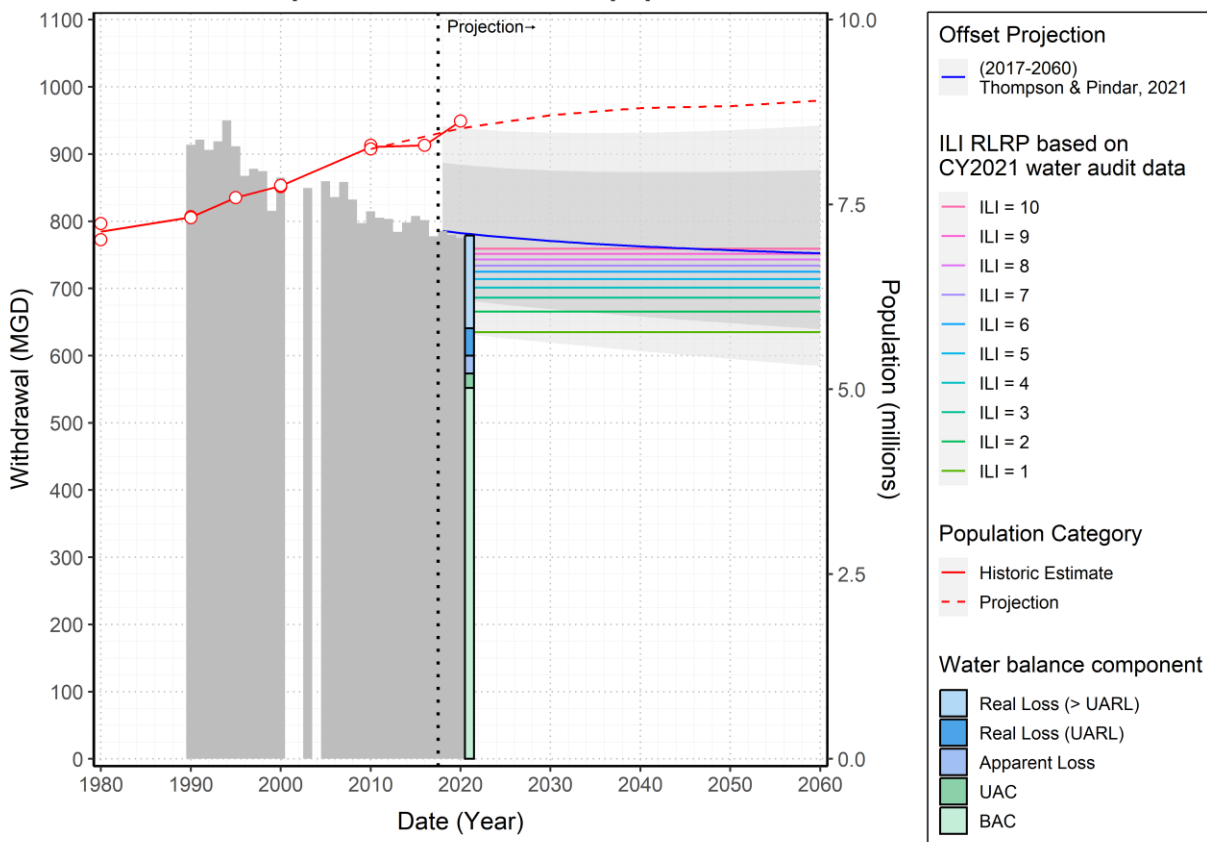 1100
1000
900
800
700
600
500
400
300
200
100
0
Withdrawal (MGD)
Projection→
10.0
7.5
5.0
2.5
0.0
Population (millions)
1980
1990
2000
2010
2020
2030
2040
2050
2060
Date (Year)
Offset Projection
(2017-2060)
Thompson & Pindar, 2021
ILI RLRP based on
CY2021 water audit data
ILI = 10
ILI = 9
ILI = 8
ILI = 7
ILI = 6
ILI = 5
ILI = 4
ILI = 3
ILI = 2
ILI = 1
Population Category
Historic Estimate
Projection
Water balance component
Real Loss (> UARL)
Real Loss (UARL)
Apparent Loss
UAC
BAC